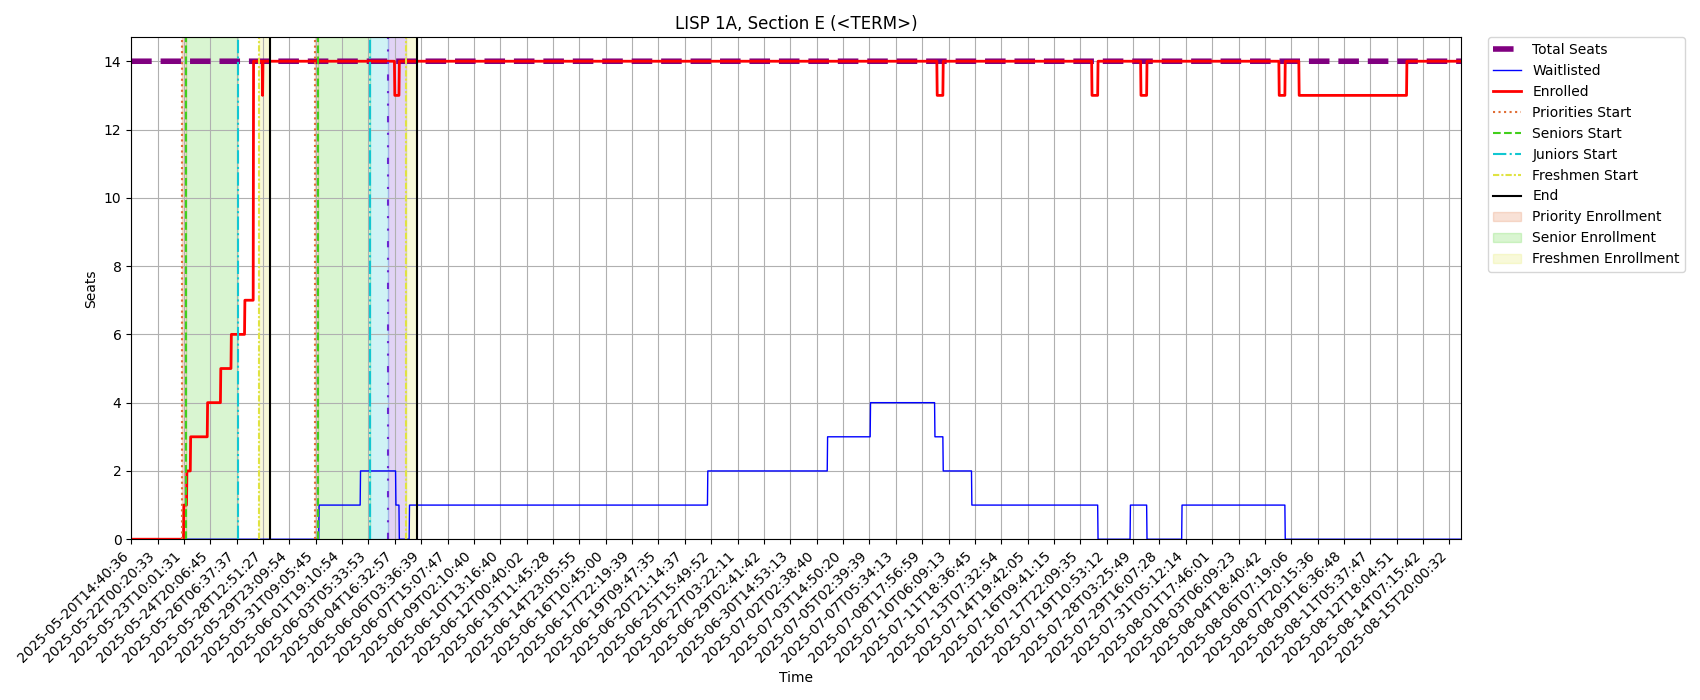 LISP 1A, Section E (<TERM>)
Total Seats
Waitlisted
Enrolled
Priorities Start
Seniors Start
Juniors Start
Freshmen Start
End
Priority Enrollment
Senior Enrollment
Freshmen Enrollment
Seats
14
12
10
8
6
4
2
0
2025-05-20T14:40:36
2025-05-22T00:20:33
2025-05-23T10:01:31
2025-05-24T20:06:45
2025-05-26T06:37:37
2025-05-28T12:51:27
2025-05-29T23:09:54
2025-05-31T09:05:45
2025-06-01T19:10:54
2025-06-03T05:33:53
2025-06-04T16:32:57
2025-06-06T03:36:39
2025-06-07T15:07:47
2025-06-09T02:10:40
2025-06-10T13:16:40
2025-06-12T00:40:02
2025-06-13T11:45:28
2025-06-14T23:05:55
2025-06-16T10:45:00
2025-06-17T22:19:39
2025-06-19T09:47:35
2025-06-20T21:14:37
2025-06-25T15:49:52
2025-06-27T03:22:11
2025-06-29T02:41:42
2025-06-30T14:53:13
2025-07-02T02:38:40
2025-07-03T14:50:20
2025-07-05T02:39:39
2025-07-07T05:34:13
2025-07-08T17:56:59
2025-07-10T06:09:13
2025-07-11T18:36:45
2025-07-13T07:32:54
2025-07-14T19:42:05
2025-07-16T09:41:15
2025-07-17T22:09:35
2025-07-19T10:53:12
2025-07-28T03:25:49
2025-07-29T16:07:28
2025-07-31T05:12:14
2025-08-01T17:46:01
2025-08-03T06:09:23
2025-08-04T18:40:42
2025-08-06T07:19:06
2025-08-07T20:15:36
2025-08-09T16:36:48
2025-08-11T05:37:47
2025-08-12T18:04:51
2025-08-14T07:15:42
2025-08-15T20:00:32
Time